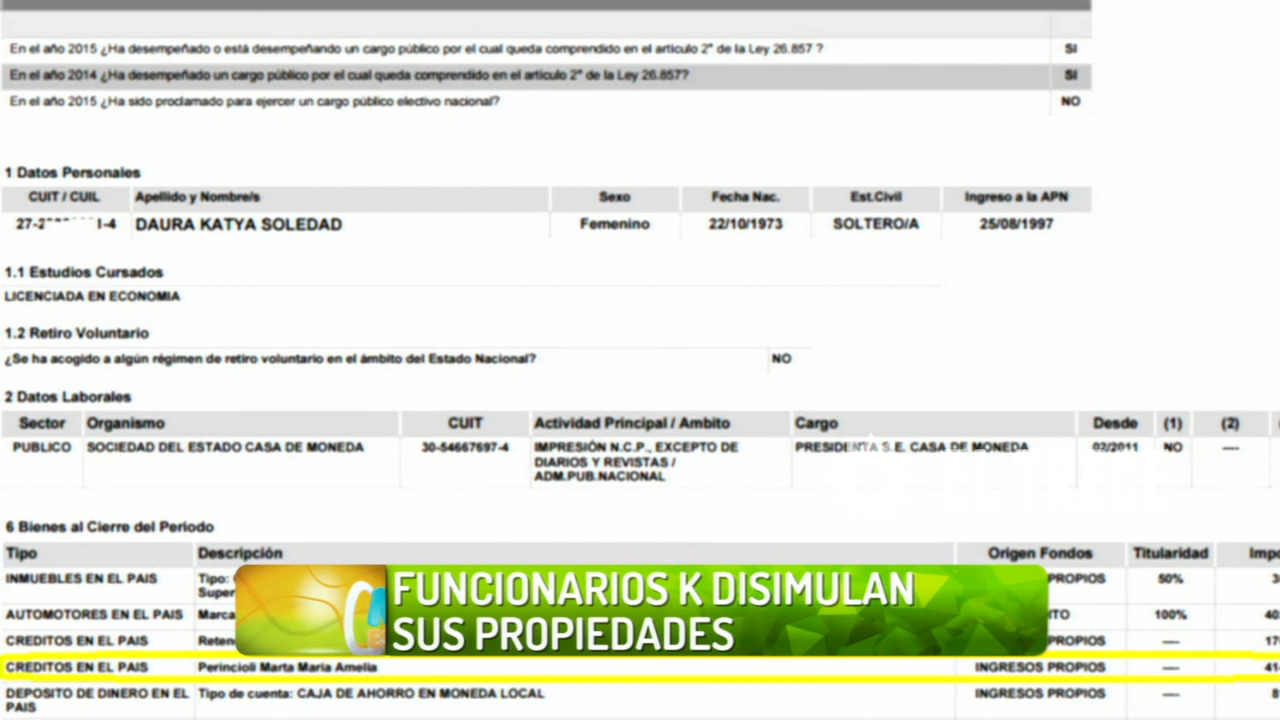 En el año 2015 ¿Ha desempeñado o está desempeñando un cargo público por el cual queda comprendido en el artículo 2° de la Ley 26.857 ? SI
En el año 2014 ¿Ha desempeñado un cargo público por el cual queda comprendido en el artículo 2° de la Ley 26.857? SI
En el año 2015 ¿Ha sido proclamado para ejercer un cargo público electivo nacional? NO
1 Datos Personales
CUIT / CUIL Apellido y Nombre/s Sexo Fecha Nac. Est.Civil Ingreso a la APN
DAURA KATYA SOLEDAD Femenino 22/10/1973 SOLTERO/A 25/08/1997
1.1 Estudios Cursados
LICENCIADA EN ECONOMIA
1.2 Retiro Voluntario
¿Se ha acogido a algún régimen de retiro voluntario en el ámbito del Estado Nacional? NO
2 Datos Laborales
Sector Organismo CUIT Actividad Principal / Ambito Cargo Desde (1) (2)
PUBLICO SOCIEDAD DEL ESTADO CASA DE MONEDA 30-54667697-4 IMPRESIÓN N.C.P., EXCEPTO DE PRESIDENTA S.E. CASA DE MONEDA 02/2011 NO ----
DIARIOS Y REVISTAS /
ADM.PUB.NACIONAL
6 Bienes al Cierre del Periodo
Tipo Descripción Origen Fondos Titularidad
INMUEBLES EN EL PAIS Tipo: PROPIOS 50%
AUTOMOTORES EN EL PAIS 100%
CREDITOS EN EL PAIS PROPIOS ----
FUNCIONARIOS K DISIMULAN
SUS PROPIEDADES
CREDITOS EN EL PAIS Perincioli Marta Maria Amelia INGRESOS PROPIOS ----
DEPOSITO DE DINERO EN EL Tipo de cuenta: CAJA DE AHORRO EN MONEDA LOCAL INGRESOS PROPIOS ----
PAIS